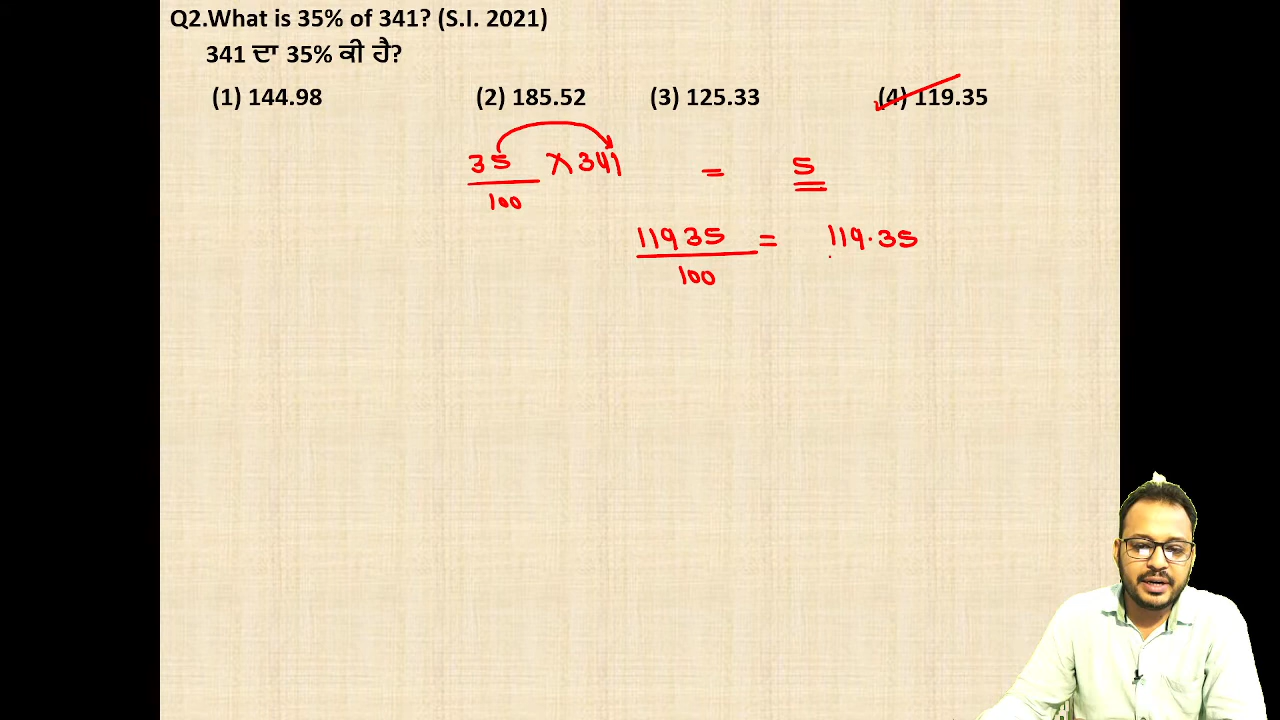 Q2.What is 35% of 341? (S.I. 2021)
341 ਦਾ 35% ਕੀ ਹੈ?
(1) 144.98 (2) 185.52 (3) 125.33 (4) 119.35
35 × 341 = 5
100
11935 = 119.35
100